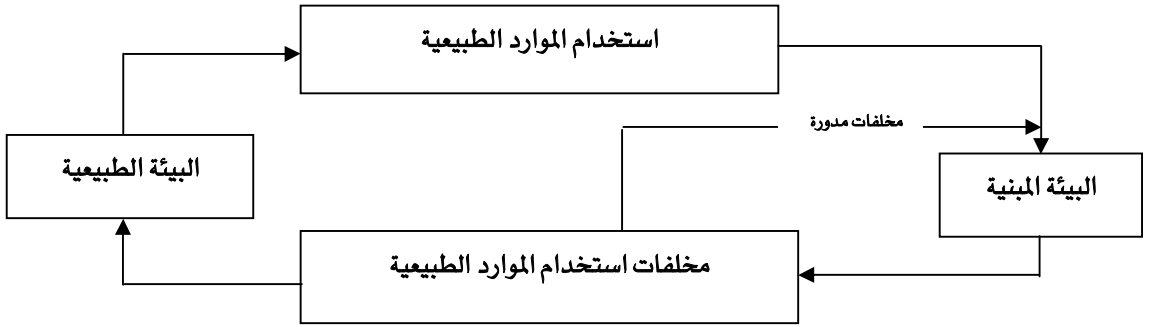 استخدام الموارد الطبيعية
مخلفات مدورة
البيئة الطبيعية
البيئة المبنية
مخلفات استخدام الموارد الطبيعية